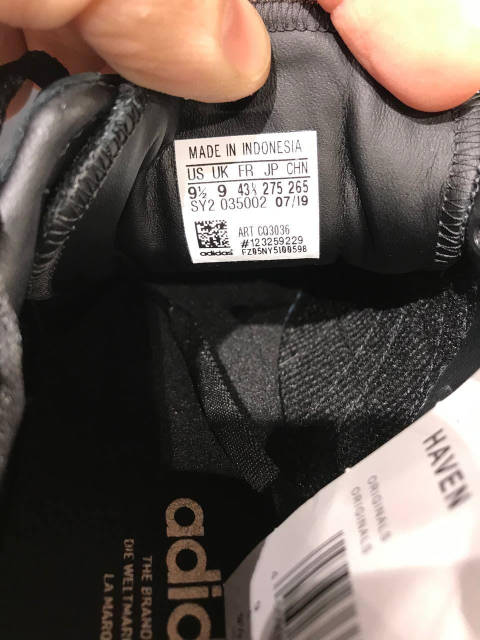 MADE IN INDONESIA
US UK FR JP CHN
9½ 9 43⅓ 275 265
SY2 035002 07/19
ART CQ3036
#123259229
adidas FZ05NY5100598
HAVEN
ORIGINALS
ORIGINALS
adid
THE BRAND
DIE WELTMAR
LA MARQ